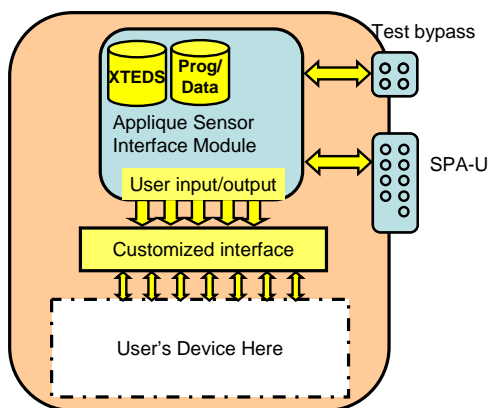 Test bypass
XTEDS
Prog/
Data
Applique Sensor
Interface Module
SPA-U
User input/output
Customized interface
User's Device Here